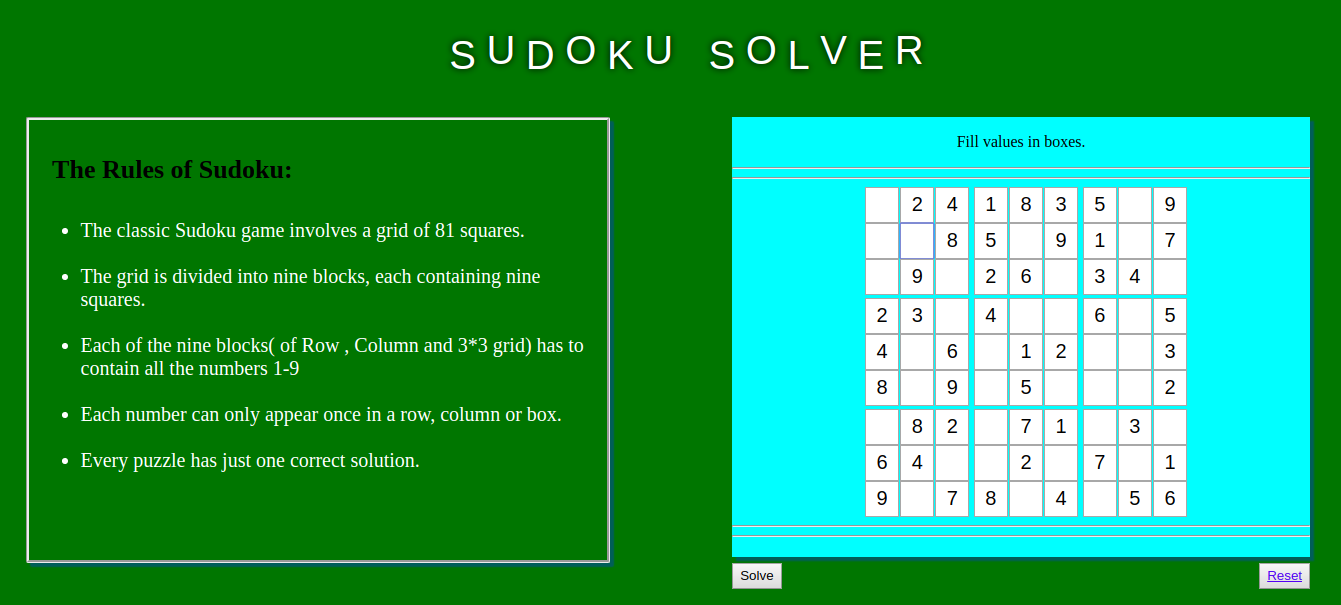 SUDOKU SOLVER
The Rules of Sudoku:
The classic Sudoku game involves a grid of 81 squares.
The grid is divided into nine blocks, each containing nine
squares.
Each of the nine blocks( of Row , Column and 3*3 grid) has to
contain all the numbers 1-9
Each number can only appear once in a row, column or box.
Every puzzle has just one correct solution.
Fill values in boxes.
2 4 1 8 3 5 9
8 5 9 1 7
9 2 6 3 4
2 3 4 6 5
4 6 1 2 3
8 9 5 2
8 2 7 1 3
6 4 2 7 1
9 7 8 4 5 6
Solve
Reset